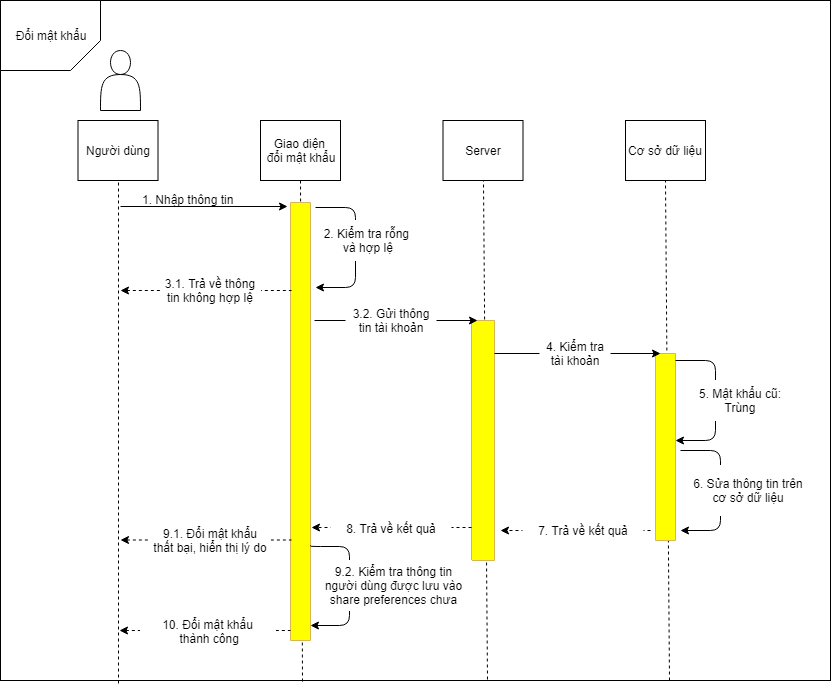 Đổi mật khẩu
Người dùng
Giao diện
đổi mật khẩu
Server
Cơ sở dữ liệu
1. Nhập thông tin
2. Kiểm tra rỗng
và hợp lệ
3.1. Trả về thông
tin không hợp lệ
3.2. Gửi thông
tin tài khoản
4. Kiểm tra
tài khoản
5. Mật khẩu cũ:
Trùng
6. Sửa thông tin trên
cơ sở dữ liệu
7. Trả về kết quả
8. Trả về kết quả
9.1. Đổi mật khẩu
thất bại, hiển thị lý do
9.2. Kiểm tra thông tin
người dùng được lưu vào
share preferences chưa
10. Đổi mật khẩu
thành công